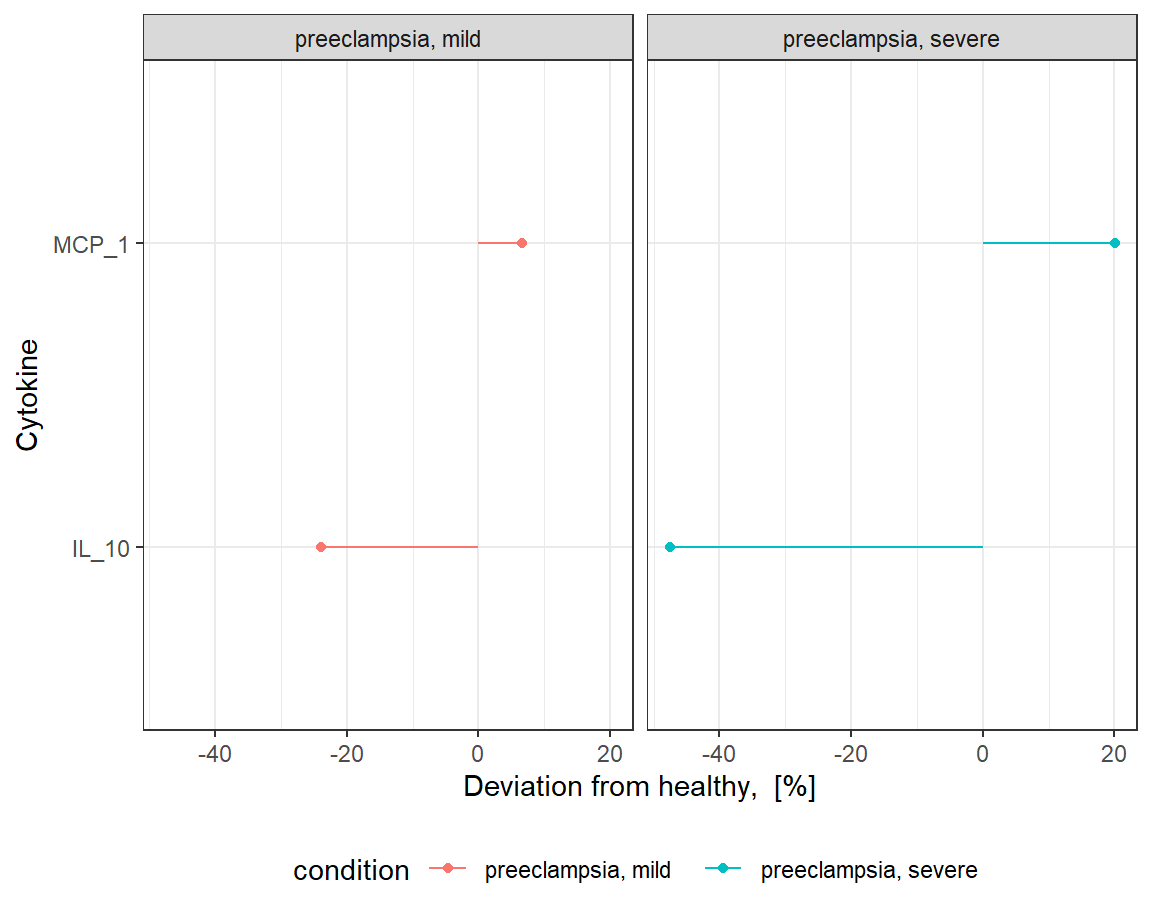 preeclampsia, mild
preeclampsia, severe
Cytokine
MCP_1
IL_10
-40 -20 0 20 -40 -20 0 20
Deviation from healthy,  [%]
condition preeclampsia, mild preeclampsia, severe